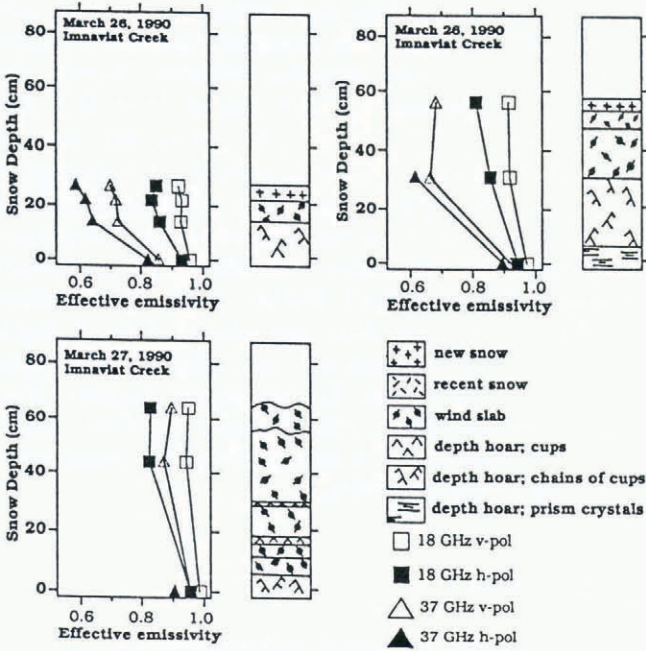 March 26, 1990
Imnaviat Creek
80
60
40
20
0
Snow Depth (cm)
0.6 0.8 1.0
Effective emissivity
March 26, 1990
Imnaviat Creek
80
60
40
20
0
Snow Depth (cm)
0.6 0.8 1.0
Effective emissivity
March 27, 1990
Imnaviat Creek
80
60
40
20
0
Snow Depth (cm)
0.6 0.8 1.0
Effective emissivity
new snow
recent snow
wind slab
depth hoar; cups
depth hoar; chains of cups
depth hoar; prism crystals
18 GHz v-pol
18 GHz h-pol
37 GHz v-pol
37 GHz h-pol